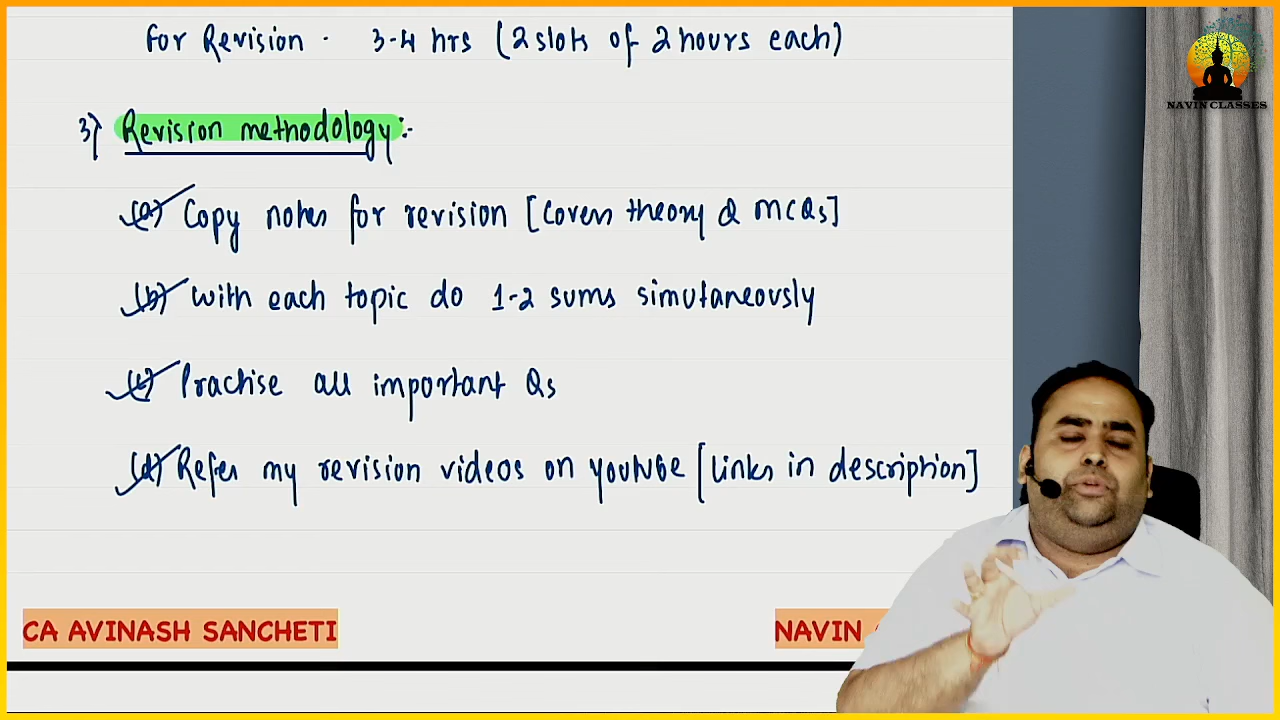 For Revision - 3-4 hrs (2 slots of 2 hours each)
NAVIN CLASSES
3) Revision methodology:-
(a) Copy notes for revision [Covers theory & MCQs]
(b) with each topic do 1-2 sums simutaneously
(c) Practise all important Qs
(d) Refer my revision videos on YouTube [links in description]
CA AVINASH SANCHETI
NAVIN